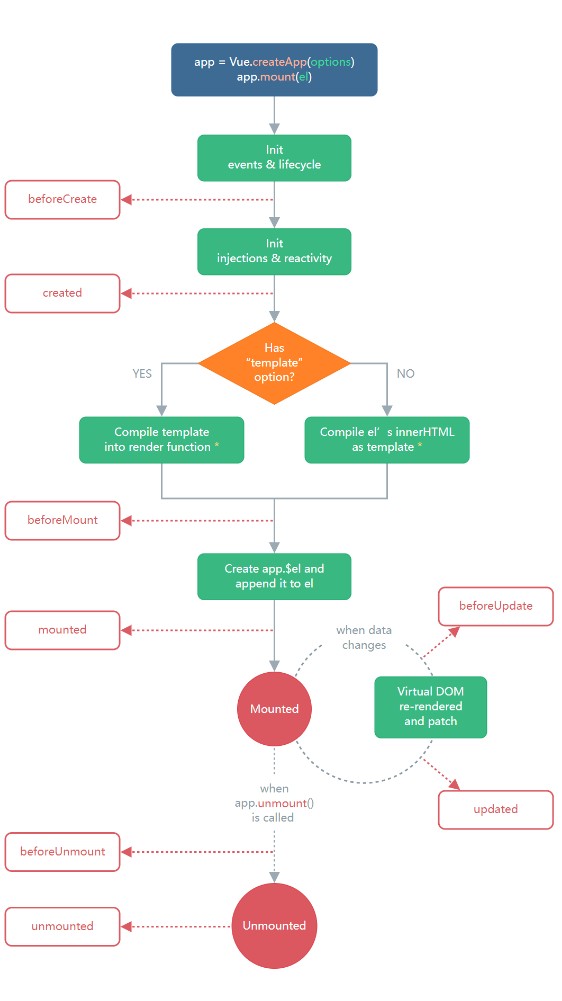 app = Vue.createApp(options)
app.mount(el)
Init
events & lifecycle
beforeCreate
Init
injections & reactivity
created
Has
“template”
option?
YES
NO
Compile template
into render function *
Compile el’s innerHTML
as template *
beforeMount
Create app.$el and
append it to el
beforeUpdate
mounted
when data
changes
Mounted
Virtual DOM
re-rendered
and patch
when
app.unmount()
is called
updated
beforeUnmount
unmounted
Unmounted